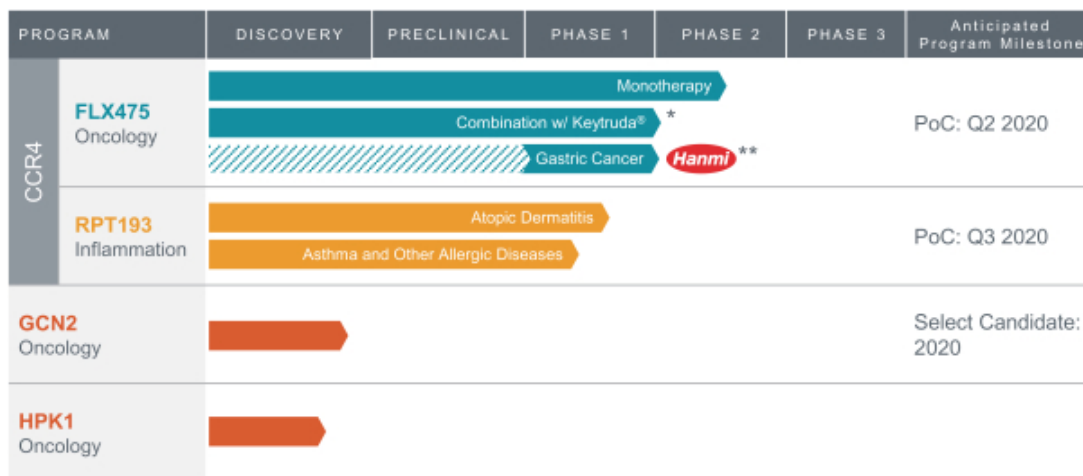 PROGRAM DISCOVERY PRECLINICAL PHASE 1 PHASE 2 PHASE 3 Anticipated
Program Milestone
CCR4
FLX475
Oncology
Monotherapy
Combination w/ Keytruda® *
Gastric Cancer Hanmi **
PoC: Q2 2020
RPT193
Inflammation
Atopic Dermatitis
Asthma and Other Allergic Diseases
PoC: Q3 2020
GCN2
Oncology
Select Candidate:
2020
HPK1
Oncology